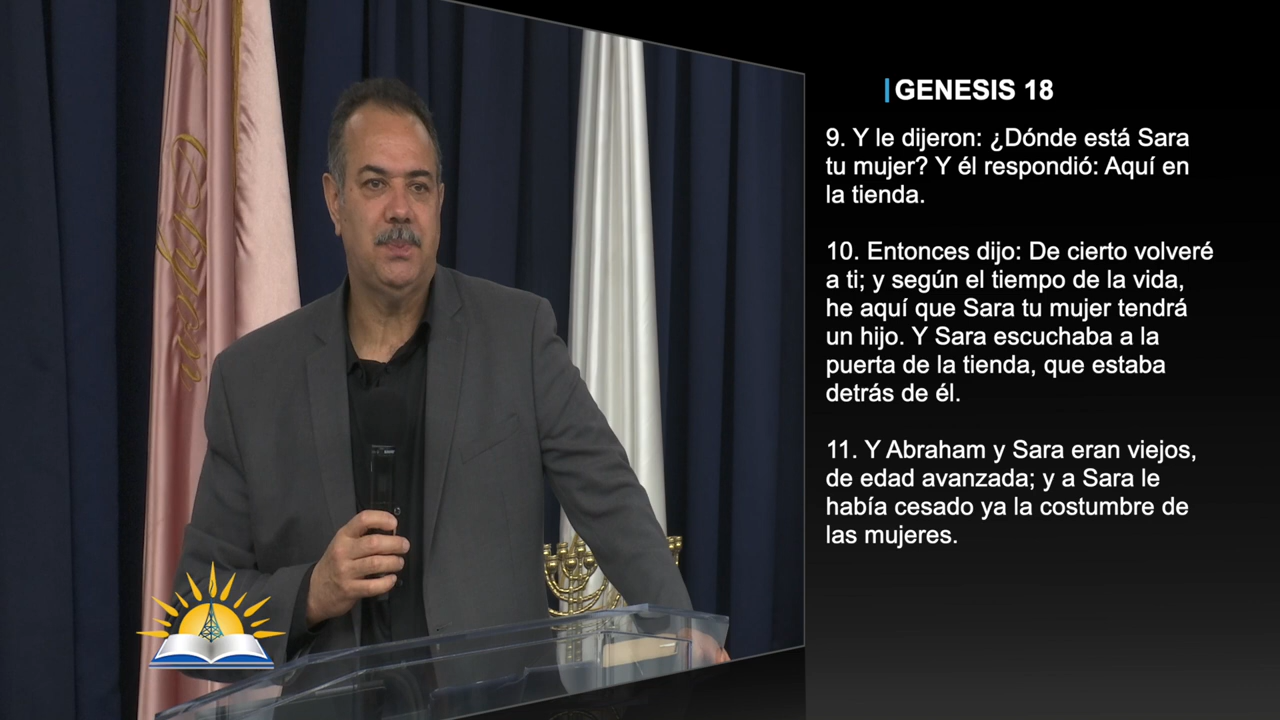 GENESIS 18
9. Y le dijeron: ¿Dónde está Sara
tu mujer? Y él respondió: Aquí en
la tienda.
10. Entonces dijo: De cierto volveré
a ti; y según el tiempo de la vida,
he aquí que Sara tu mujer tendrá
un hijo. Y Sara escuchaba a la
puerta de la tienda, que estaba
detrás de él.
11. Y Abraham y Sara eran viejos,
de edad avanzada; y a Sara le
había cesado ya la costumbre de
las mujeres.